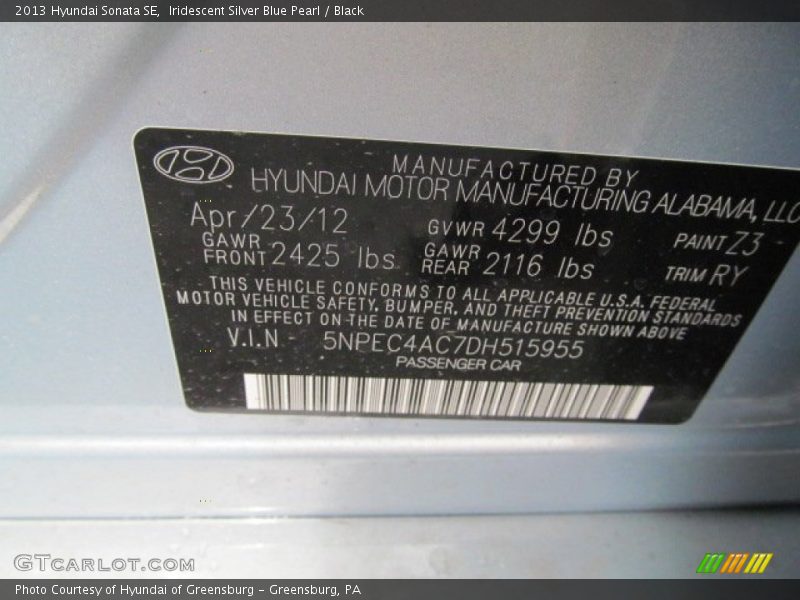 2013 Hyundai Sonata SE,  Iridescent Silver Blue Pearl / Black
MANUFACTURED BY
HYUNDAI MOTOR MANUFACTURING ALABAMA, LLC
Apr/23/12 GVWR 4299 lbs PAINT Z3
GAWR FRONT 2425 lbs GAWR REAR 2116 lbs TRIM RY
THIS VEHICLE CONFORMS TO ALL APPLICABLE U.S.A. FEDERAL
MOTOR VEHICLE SAFETY, BUMPER, AND THEFT PREVENTION STANDARDS
IN EFFECT ON THE DATE OF MANUFACTURE SHOWN ABOVE
V.I.N 5NPEC4AC7DH515955
PASSENGER CAR
GTCARLOT.COM
Photo Courtesy of Hyundai of Greensburg – Greensburg, PA